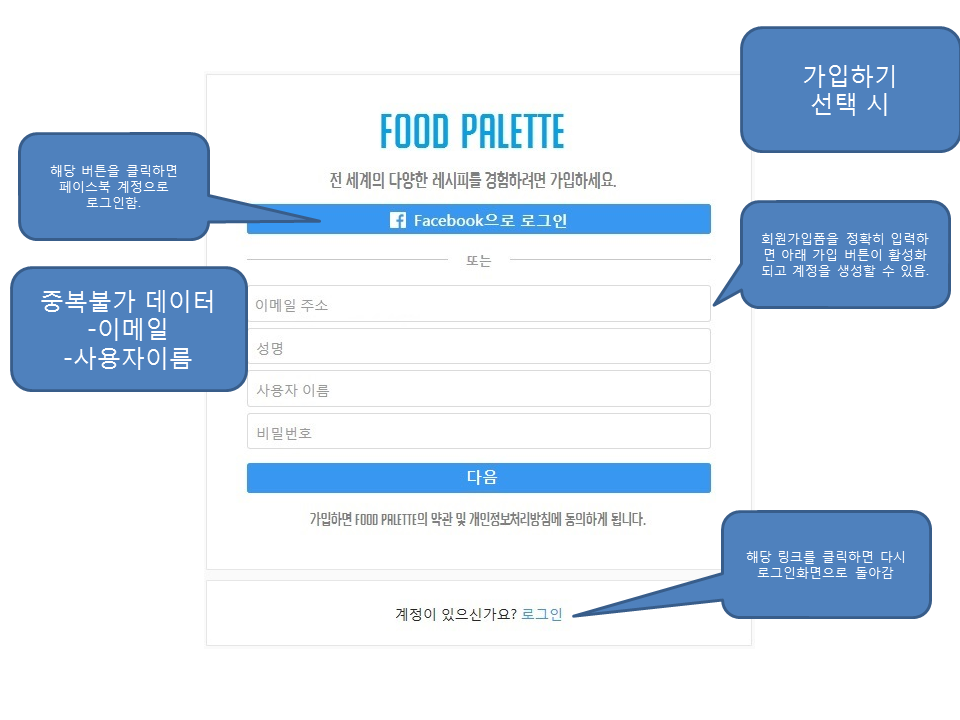 가입하기
선택 시
FOOD PALETTE
해당 버튼을 클릭하면
페이스북 계정으로
로그인함.
전 세계의 다양한 레시피를 경험하려면 가입하세요.
Facebook으로 로그인
회원가입폼을 정확히 입력하
면 아래 가입 버튼이 활성화
되고 계정을 생성할 수 있음.
또는
중복불가 데이터
-이메일
-사용자이름
이메일 주소
성명
사용자 이름
비밀번호
다음
가입하면 FOOD PALETTE의 약관 및 개인정보처리방침에 동의하게 됩니다.
해당 링크를 클릭하면 다시
로그인화면으로 돌아감
계정이 있으신가요? 로그인